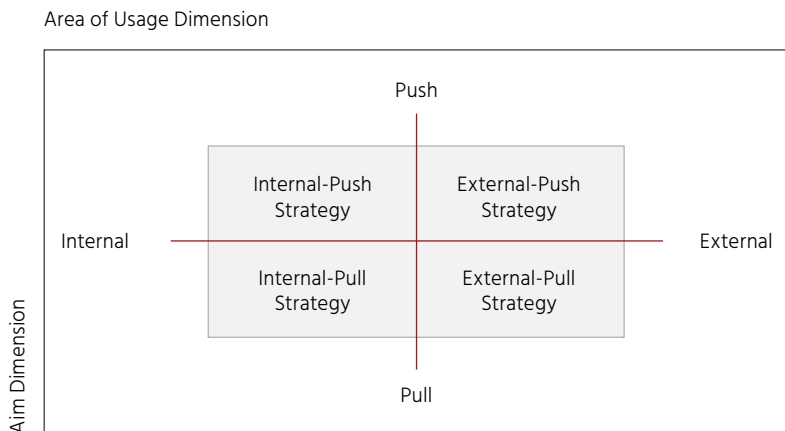 Area of Usage Dimension
Push
Internal-Push
Strategy
External-Push
Strategy
Internal
External
Internal-Pull
Strategy
External-Pull
Strategy
Pull
Aim Dimension